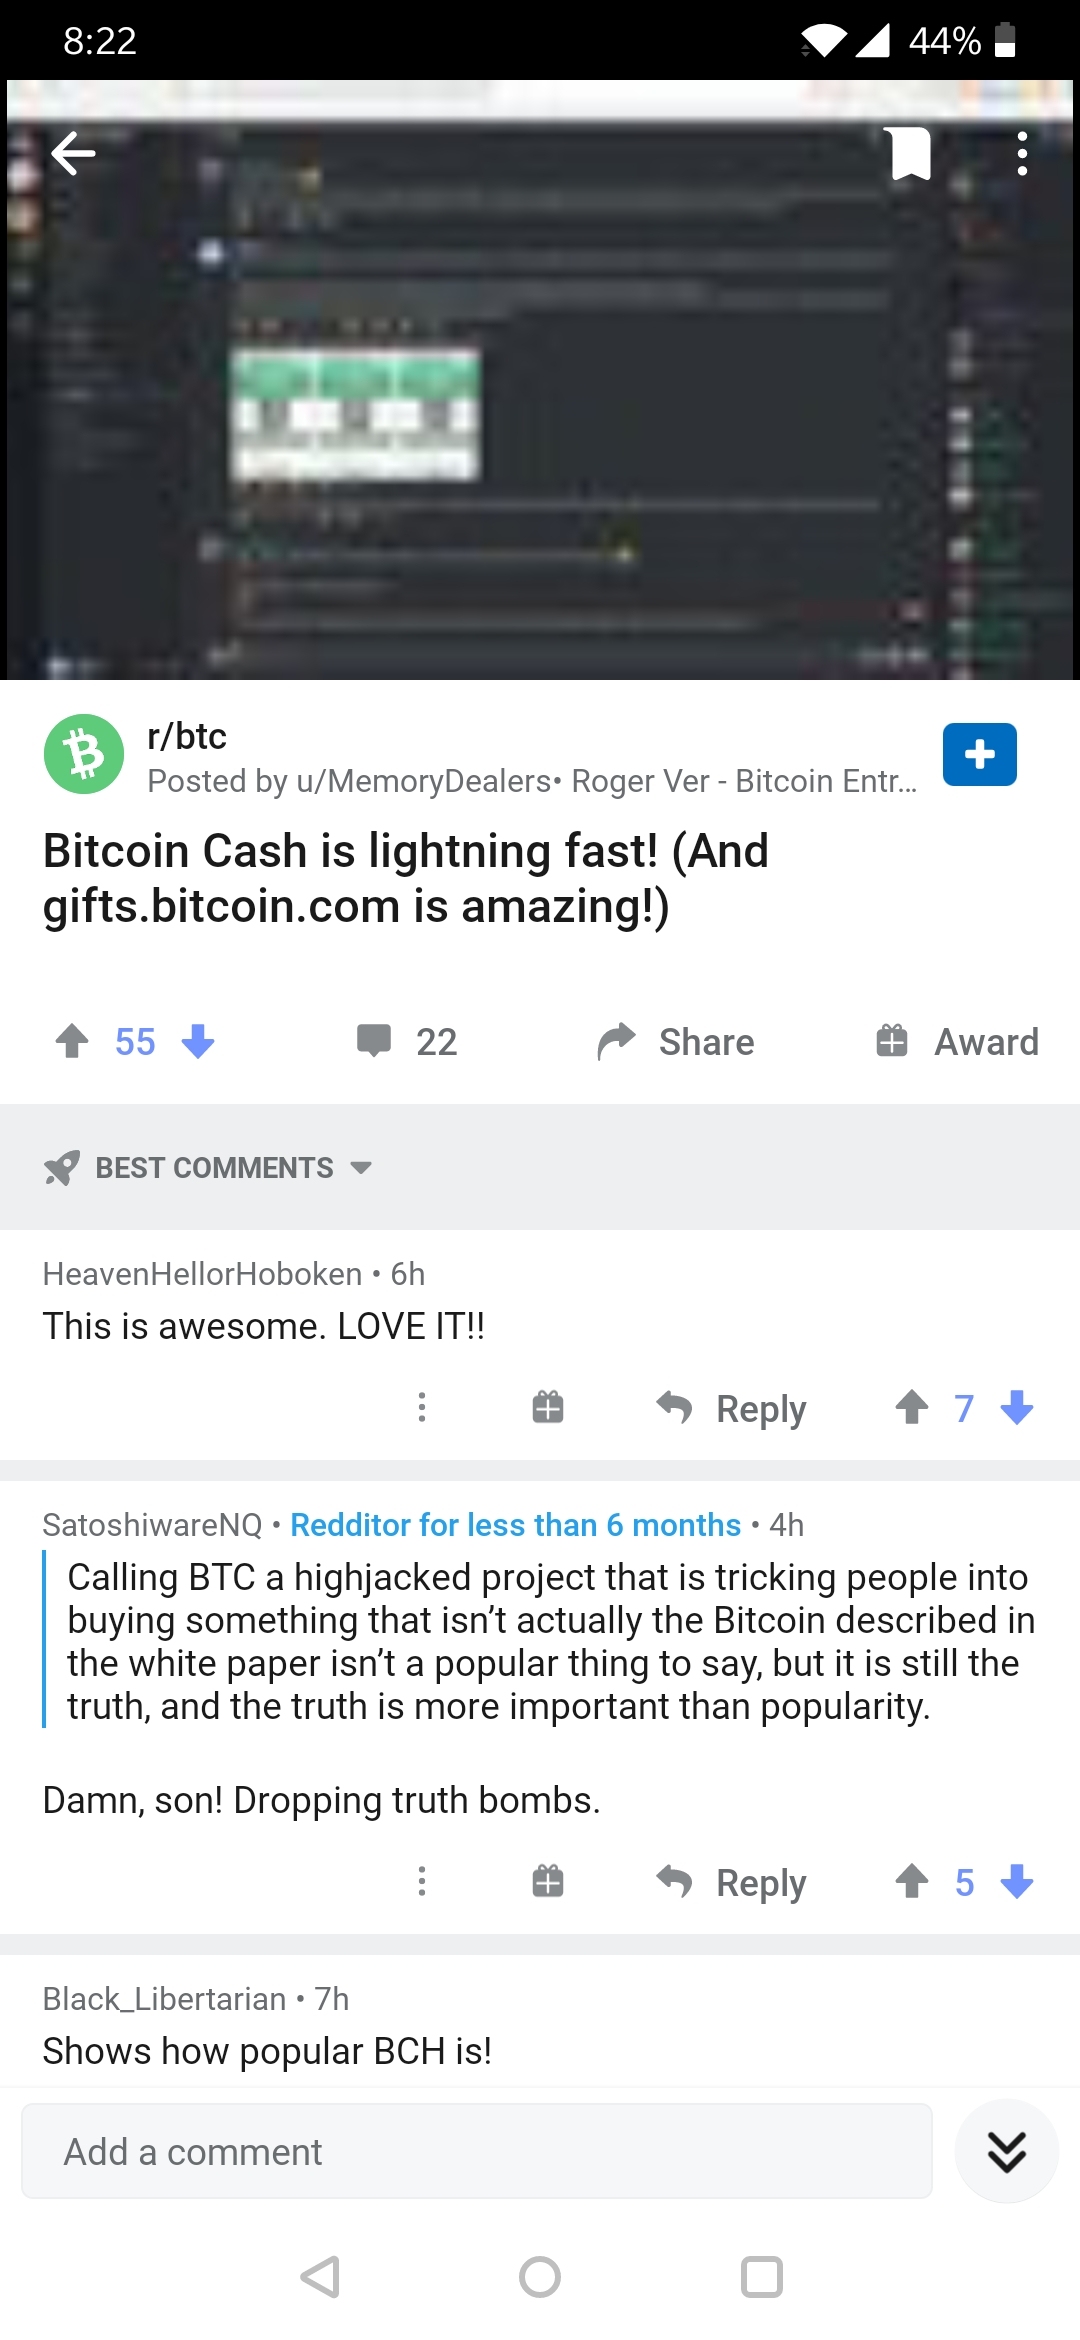 8:22
44%
r/btc
Posted by u/MemoryDealers• Roger Ver - Bitcoin Entr...
Bitcoin Cash is lightning fast! (And
gifts.bitcoin.com is amazing!)
55
22
Share
Award
BEST COMMENTS
HeavenHellorHoboken • 6h
This is awesome. LOVE IT!!
Reply
7
SatoshiwareNQ • Redditor for less than 6 months • 4h
Calling BTC a highjacked project that is tricking people into
buying something that isn’t actually the Bitcoin described in
the white paper isn’t a popular thing to say, but it is still the
truth, and the truth is more important than popularity.
Damn, son! Dropping truth bombs.
Reply
5
Black_Libertarian • 7h
Shows how popular BCH is!
Add a comment